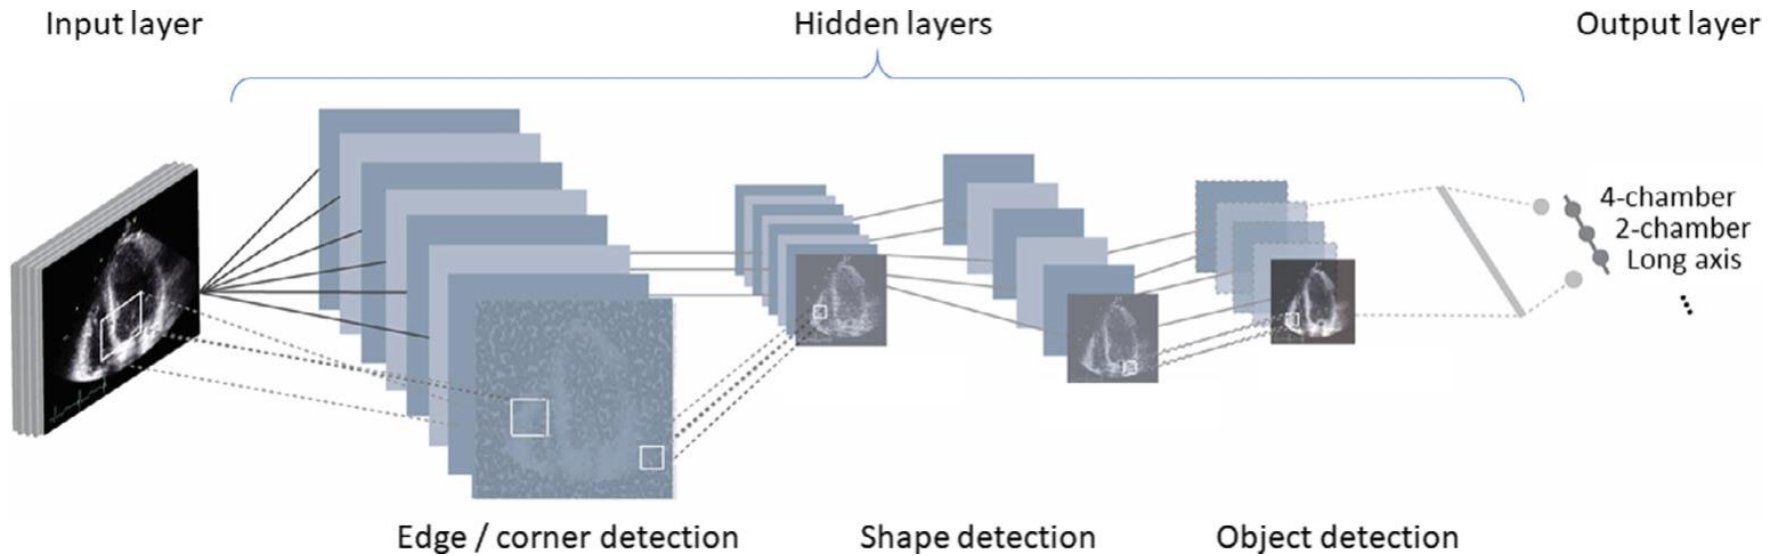 Input layer
Hidden layers
Output layer
4-chamber
2-chamber
Long axis
Edge / corner detection
Shape detection
Object detection